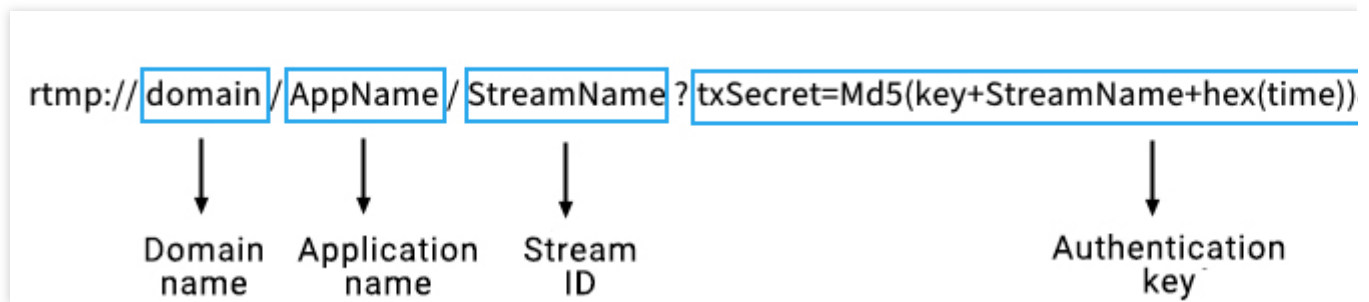 rtmp://domain/AppName/StreamName?txSecret=Md5(key+StreamName+hex(time))
Domain name
Application name
Stream ID
Authentication key